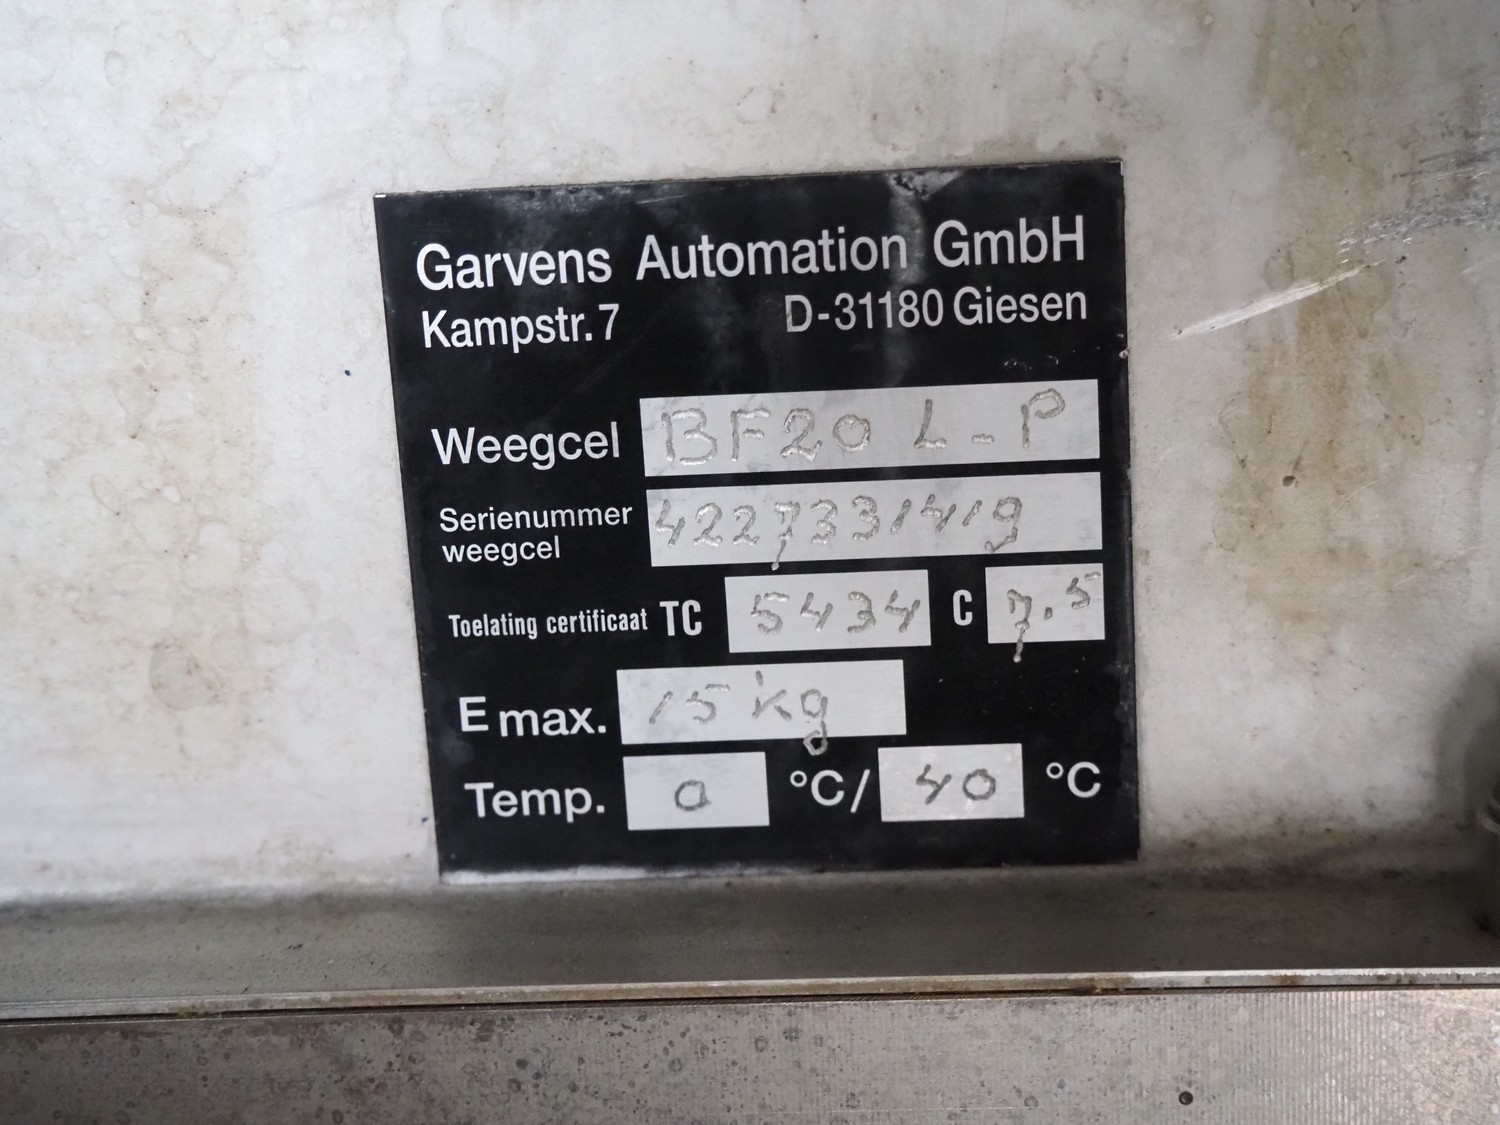 Garvens Automation GmbH
Kampstr. 7 D-31180 Giesen
Weegcel BF20 L-P
Serienummer weegcel 4227331419
Toelating certificaat TC 5434 C 7.5
E max. 15 kg
Temp. 0 °C/ 40 °C